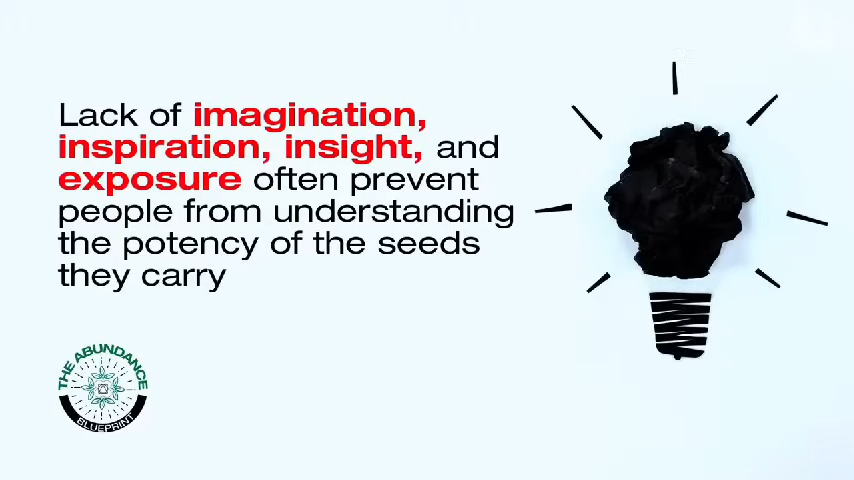 Lack of imagination,
inspiration, insight, and
exposure often prevent
people from understanding
the potency of the seeds
they carry
THE ABUNDANCE
BLUEPRINT